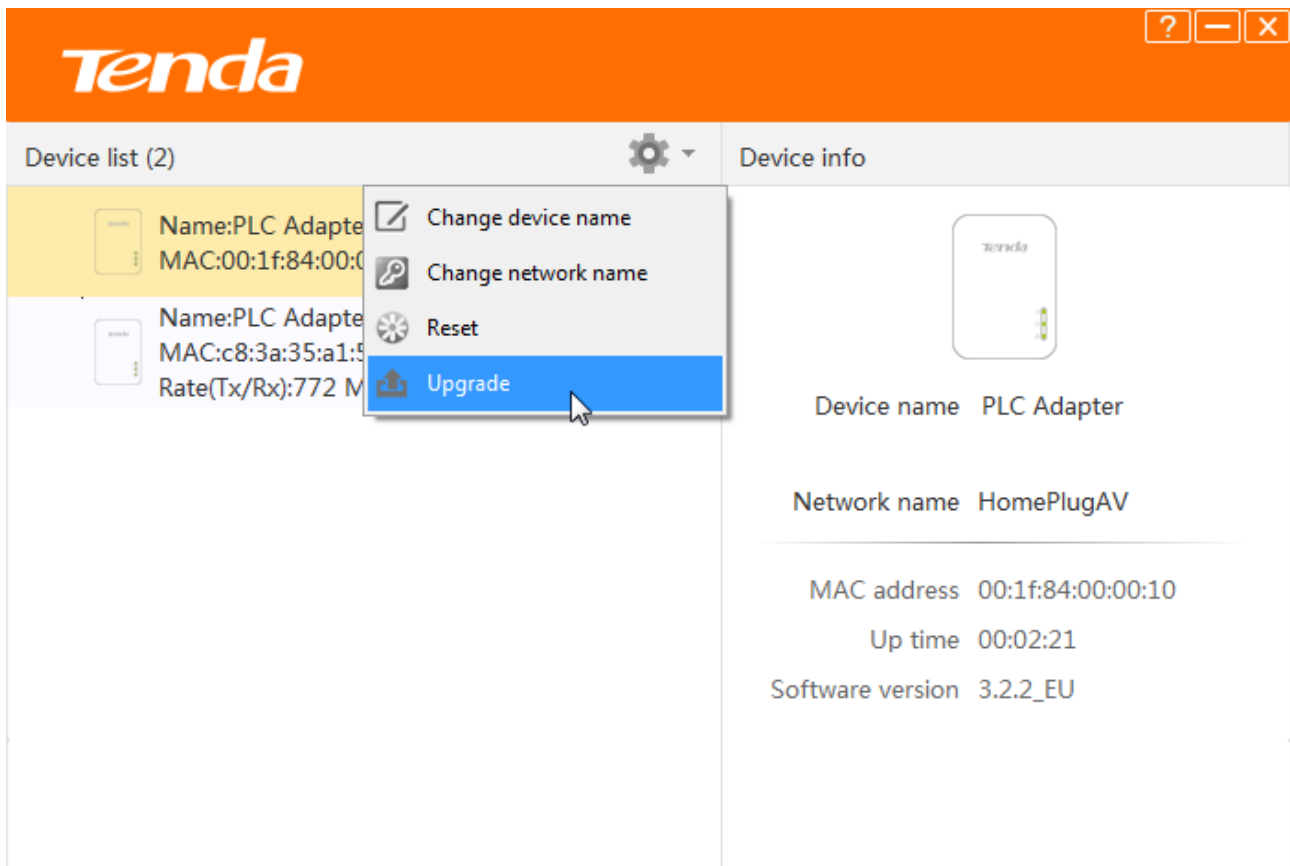 Tenda
Device list (2)
Device info
Name:PLC Adapte
MAC:00:1f:84:00:0
Name:PLC Adapte
MAC:c8:3a:35:a1:5
Rate(Tx/Rx):772 M
Change device name
Change network name
Reset
Upgrade
Tenda
Device name PLC Adapter
Network name HomePlugAV
MAC address 00:1f:84:00:00:10
Up time 00:02:21
Software version 3.2.2_EU